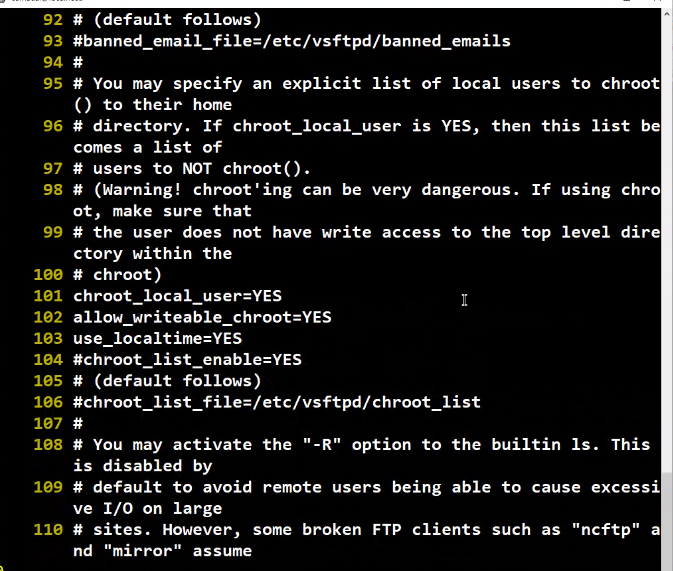 92 # (default follows)
93 #banned_email_file=/etc/vsftpd/banned_emails
94 #
95 # You may specify an explicit list of local users to chroot
() to their home
96 # directory. If chroot_local_user is YES, then this list be
comes a list of
97 # users to NOT chroot().
98 # (Warning! chroot'ing can be very dangerous. If using chro
ot, make sure that
99 # the user does not have write access to the top level dire
ctory within the
100 # chroot)
101 chroot_local_user=YES
102 allow_writeable_chroot=YES
103 use_localtime=YES
104 #chroot_list_enable=YES
105 # (default follows)
106 #chroot_list_file=/etc/vsftpd/chroot_list
107 #
108 # You may activate the "-R" option to the builtin ls. This
is disabled by
109 # default to avoid remote users being able to cause excessi
ve I/O on large
110 # sites. However, some broken FTP clients such as "ncftp" a
nd "mirror" assume